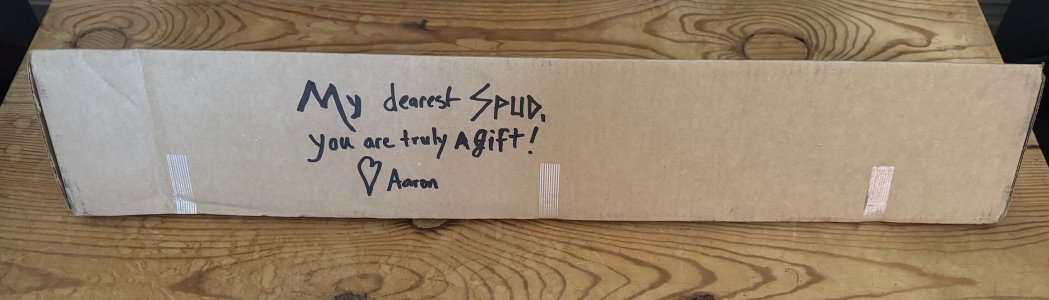 My dearest SPUD,
you are truly A gift!
♡ Aaron